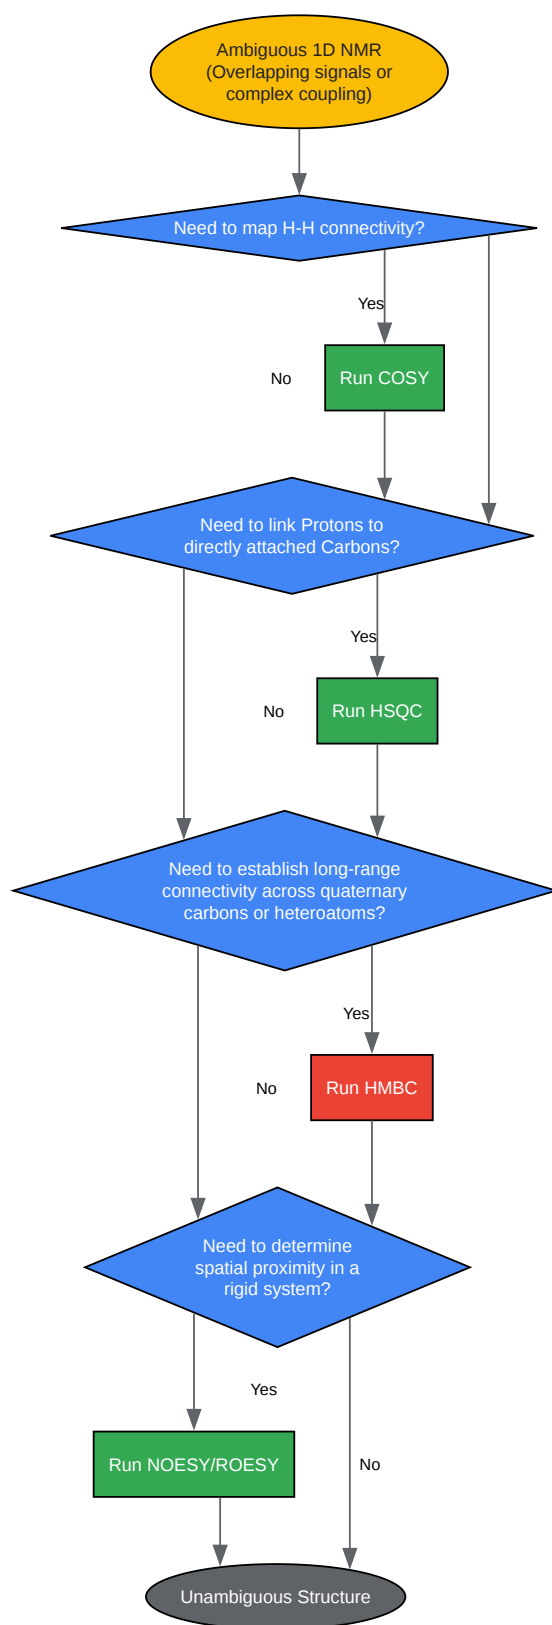 Ambiguous 1D NMR
(Overlapping signals or
complex coupling)
Need to map H-H connectivity?
Yes
No
Run COSY
Need to link Protons to
directly attached Carbons?
Yes
No
Run HSQC
Need to establish long-range
connectivity across quaternary
carbons or heteroatoms?
Yes
No
Run HMBC
Need to determine
spatial proximity in a
rigid system?
Yes
Run NOESY/ROESY
No
Unambiguous Structure